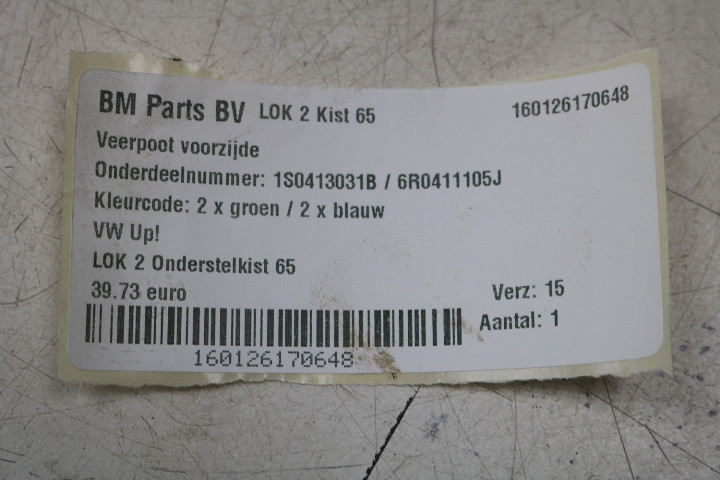 BM Parts BV LOK 2 Kist 65 160126170648
Veerpoot voorzijde
Onderdeelnummer: 1S0413031B / 6R0411105J
Kleurcode: 2 x groen / 2 x blauw
VW Up!
LOK 2 Onderstelkist 65
39.73 euro Verz: 15
Aantal: 1
160126170648